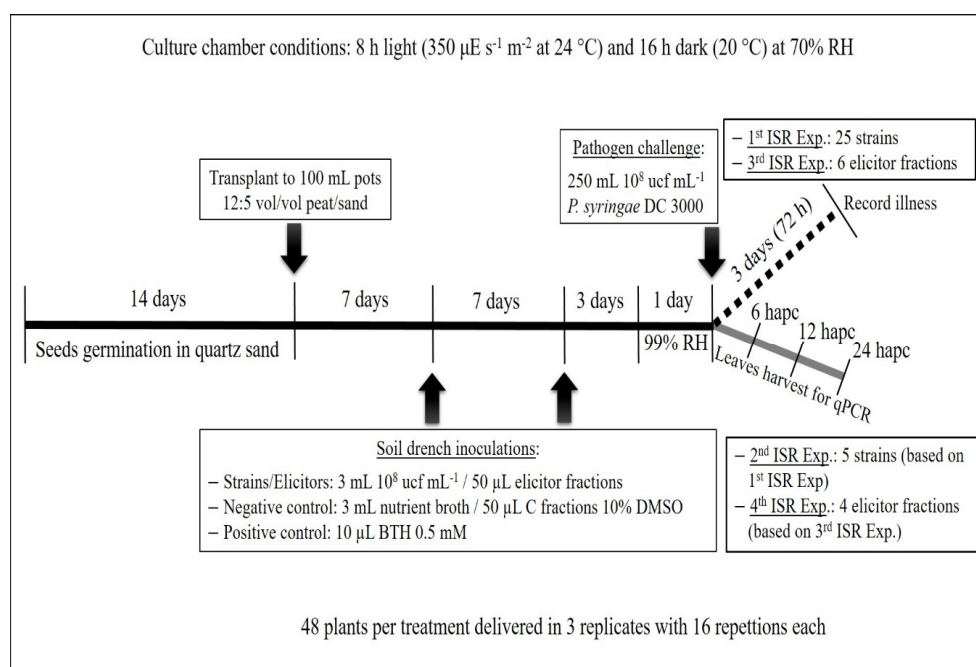 Culture chamber conditions: 8 h light (350 μE s⁻¹ m⁻² at 24 °C) and 16 h dark (20 °C) at 70% RH
Transplant to 100 mL pots
12:5 vol/vol peat/sand
Pathogen challenge:
250 mL 10⁸ ucf mL⁻¹
P. syringae DC 3000
– 1ˢᵗ ISR Exp.: 25 strains
– 3ʳᵈ ISR Exp.: 6 elicitor fractions
Record illness
3 days (72 h)
14 days
7 days
7 days
3 days
1 day
Seeds germination in quartz sand
99% RH
6 hapc
12 hapc
24 hapc
Leaves harvest for qPCR
Soil drench inoculations:
– Strains/Elicitors: 3 mL 10⁸ ucf mL⁻¹ / 50 μL elicitor fractions
– Negative control: 3 mL nutrient broth / 50 μL C fractions 10% DMSO
– Positive control: 10 μL BTH 0.5 mM
– 2ⁿᵈ ISR Exp.: 5 strains (based on
1ˢᵗ ISR Exp)
– 4ᵗʰ ISR Exp.: 4 elicitor fractions
(based on 3ʳᵈ ISR Exp.)
48 plants per treatment delivered in 3 replicates with 16 repettions each